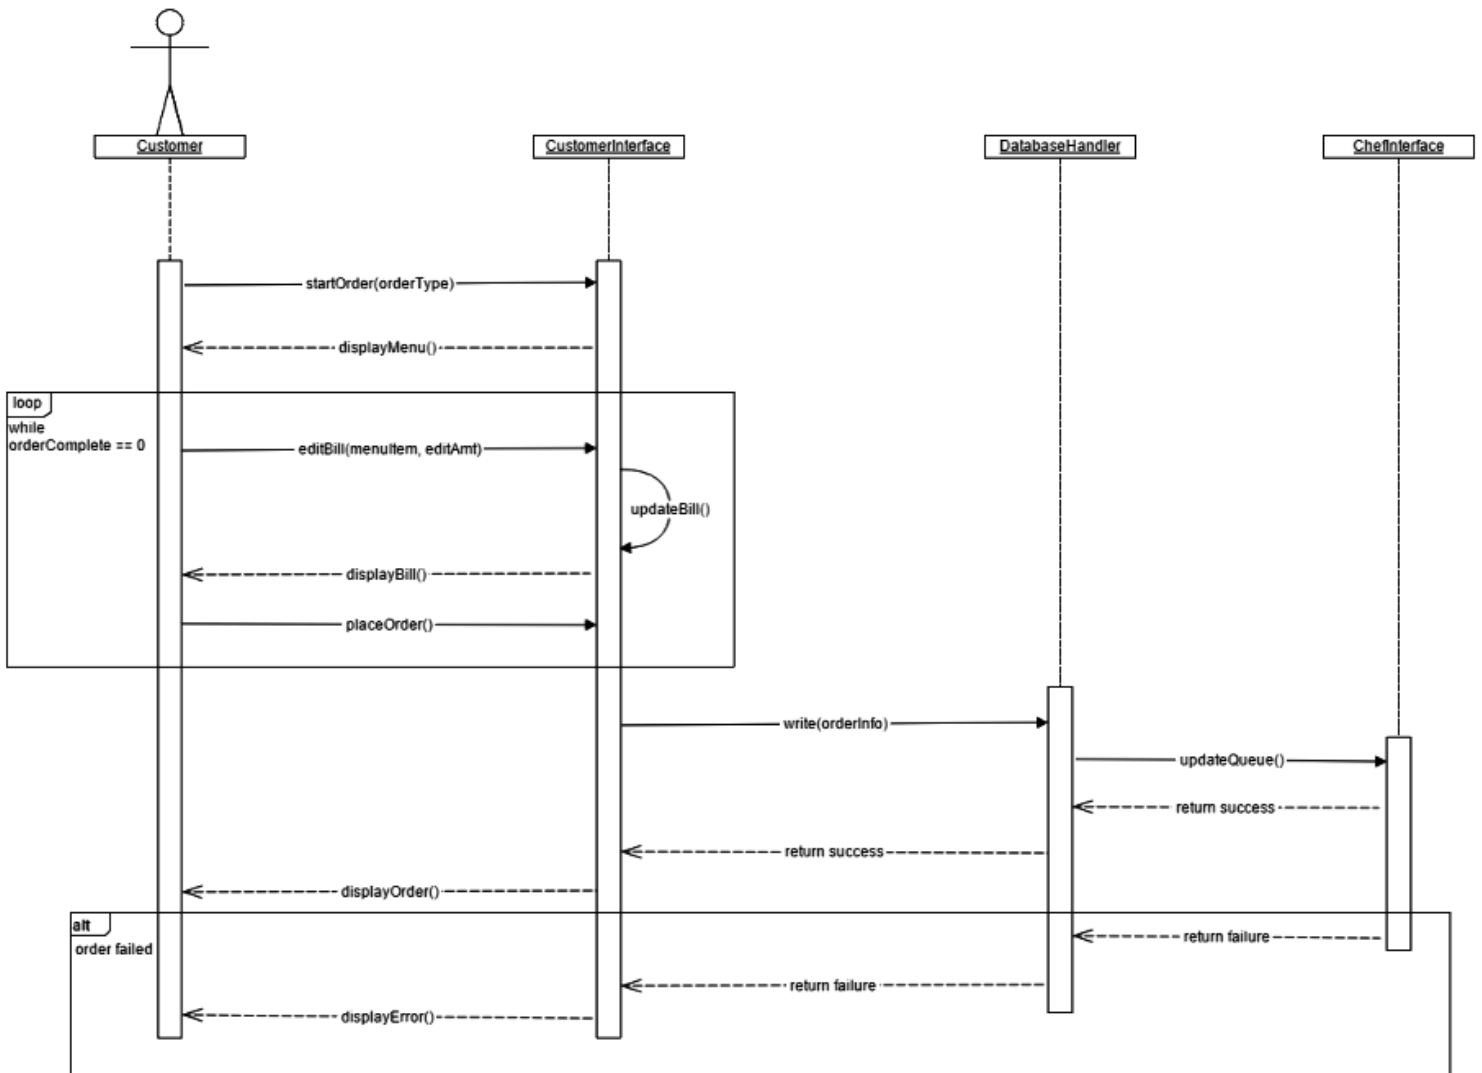 Customer
CustomerInterface
DatabaseHandler
ChefInterface
startOrder(orderType)
displayMenu()
loop
while
orderComplete == 0
editBill(menuItem, editAmt)
updateBill()
displayBill()
placeOrder()
write(orderInfo)
updateQueue()
return success
return success
displayOrder()
alt
order failed
return failure
return failure
displayError()